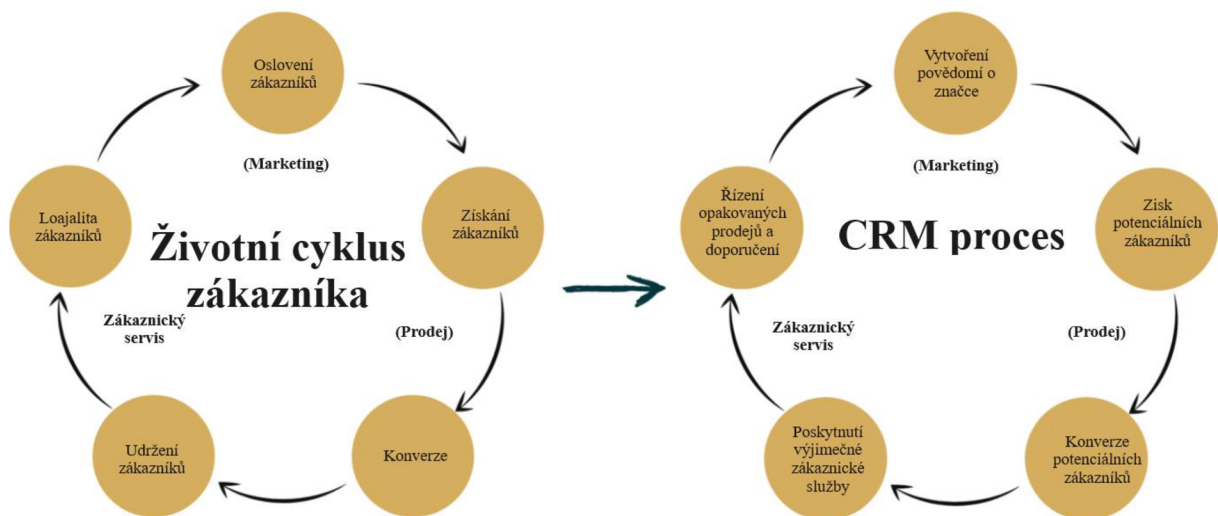 Oslovení
zákazníků
(Marketing)
Získání
zákazníků
Loajalita
zákazníků
Životní cyklus
zákazníka
Zákaznický
servis
(Prodej)
Udržení
zákazníků
Konverze
Vytvoření
povědomí o
značce
(Marketing)
Zisk
potenciálních
zákazníků
Řízení
opakovaných
prodejů a
doporučení
CRM proces
Zákaznický
servis
(Prodej)
Poskytnutí
výjimečné
zákaznické
služby
Konverze
potenciálních
zákazníků